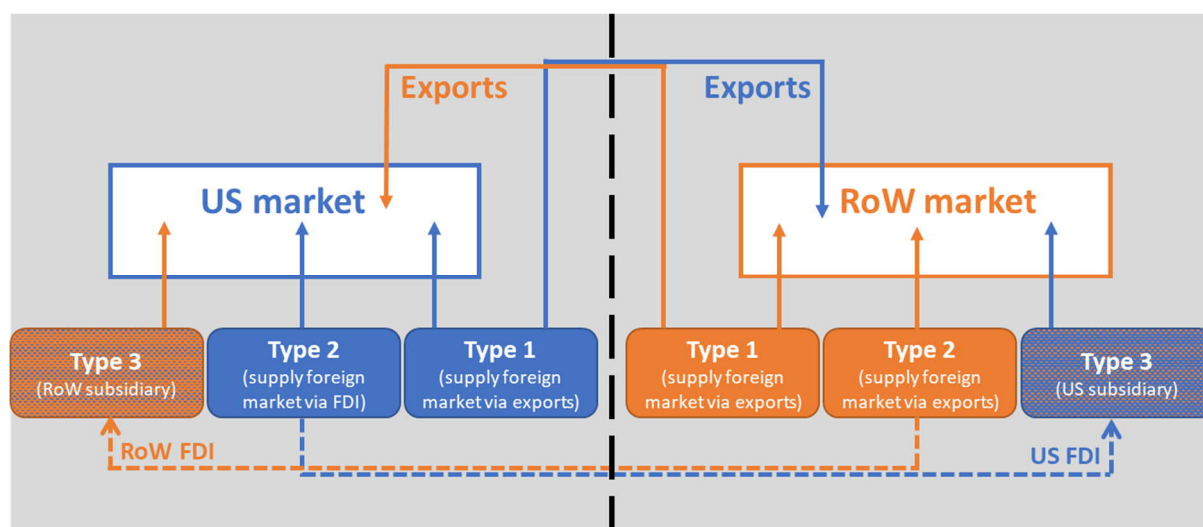 Exports
Exports
US market
RoW market
Type 3
(RoW subsidiary)
Type 2
(supply foreign
market via FDI)
Type 1
(supply foreign
market via exports)
Type 1
(supply foreign
market via exports)
Type 2
(supply foreign
market via exports)
Type 3
(US subsidiary)
RoW FDI
US FDI